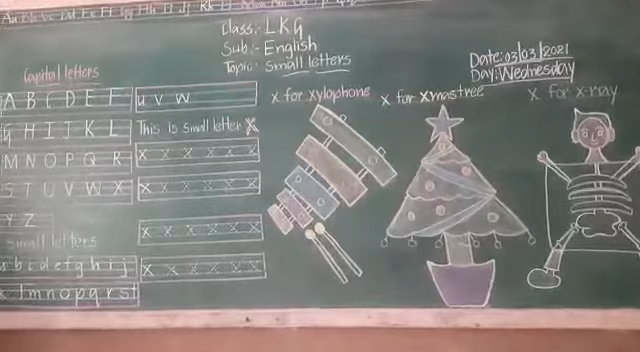 Class:- LKG
Sub:- English
Topic:- Small letters
Date: 03/03/2021
Day: Wednesday
Capital letters
A B C D E F
G H I J K L
M N O P Q R
S T U V W X
Y Z
Small letters
a b c d e f g h i j
k l m n o p q r s t
u v w
This is small letter x
x x x x x x
x x x x x x
x x x x x x
x x x x x x
x for xylophone
x for xmastree
x for x-ray